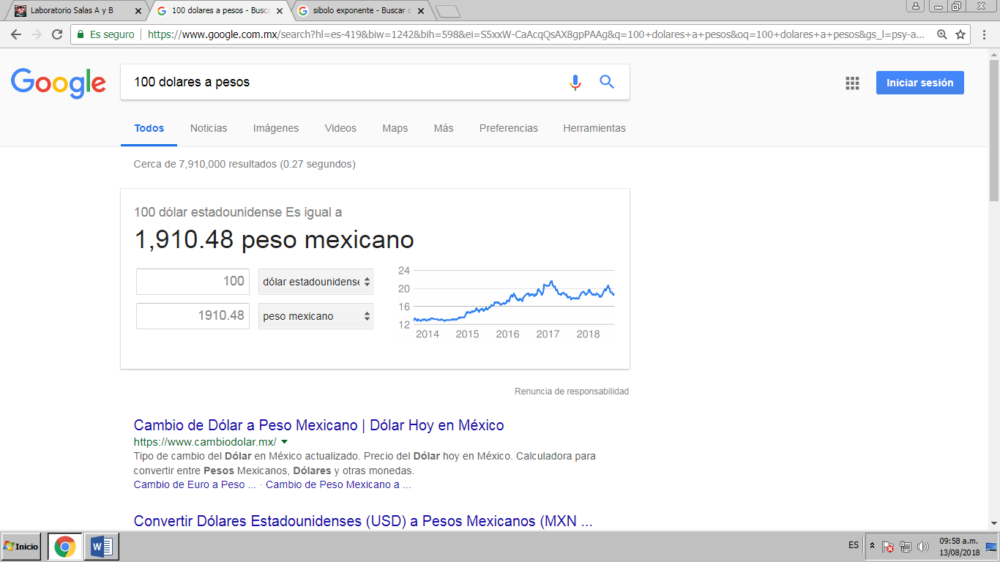 Laboratorio Salas A y B
100 dolares a pesos - Busca
sibolo exponente - Buscar c
Es seguro
https://www.google.com.mx/search?hl=es-419&biw=1242&bih=598&ei=S5xxW-CaAcqQsAX8gpPAAg&q=100+dolares+a+pesos&oq=100+dolares+a+pesos&gs_l=psy-a...
Google
100 dolares a pesos
Iniciar sesión
Todos Noticias Imágenes Videos Maps Más Preferencias Herramientas
Cerca de 7,910,000 resultados (0.27 segundos)
100 dólar estadounidense Es igual a
1,910.48 peso mexicano
100 dólar estadounidense
1910.48 peso mexicano
24
20
16
12
2014 2015 2016 2017 2018
Renuncia de responsabilidad
Cambio de Dólar a Peso Mexicano | Dólar Hoy en México
https://www.cambiodolar.mx/
Tipo de cambio del Dólar en México actualizado. Precio del Dólar hoy en México. Calculadora para
convertir entre Pesos Mexicanos, Dólares y otras monedas.
Cambio de Euro a Peso ... · Cambio de Peso Mexicano a ...
Convertir Dólares Estadounidenses (USD) a Pesos Mexicanos (MXN ...
Inicio
ES
09:58 a.m.
13/08/2018